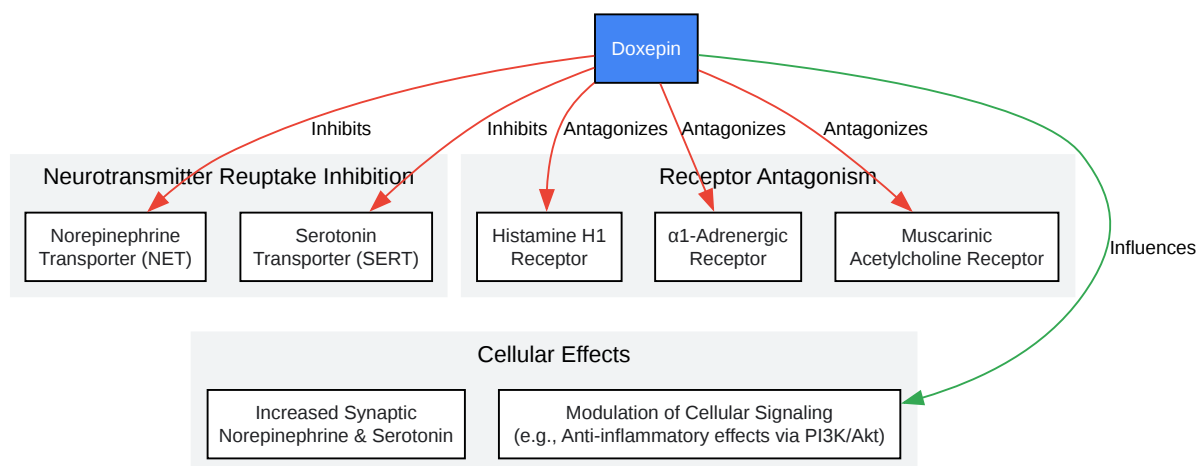 Doxepin
Inhibits
Inhibits
Antagonizes
Antagonizes
Antagonizes
Neurotransmitter Reuptake Inhibition
Receptor Antagonism
Norepinephrine
Transporter (NET)
Serotonin
Transporter (SERT)
Histamine H1
Receptor
α1-Adrenergic
Receptor
Muscarinic
Acetylcholine Receptor
Influences
Cellular Effects
Increased Synaptic
Norepinephrine & Serotonin
Modulation of Cellular Signaling
(e.g., Anti-inflammatory effects via PI3K/Akt)